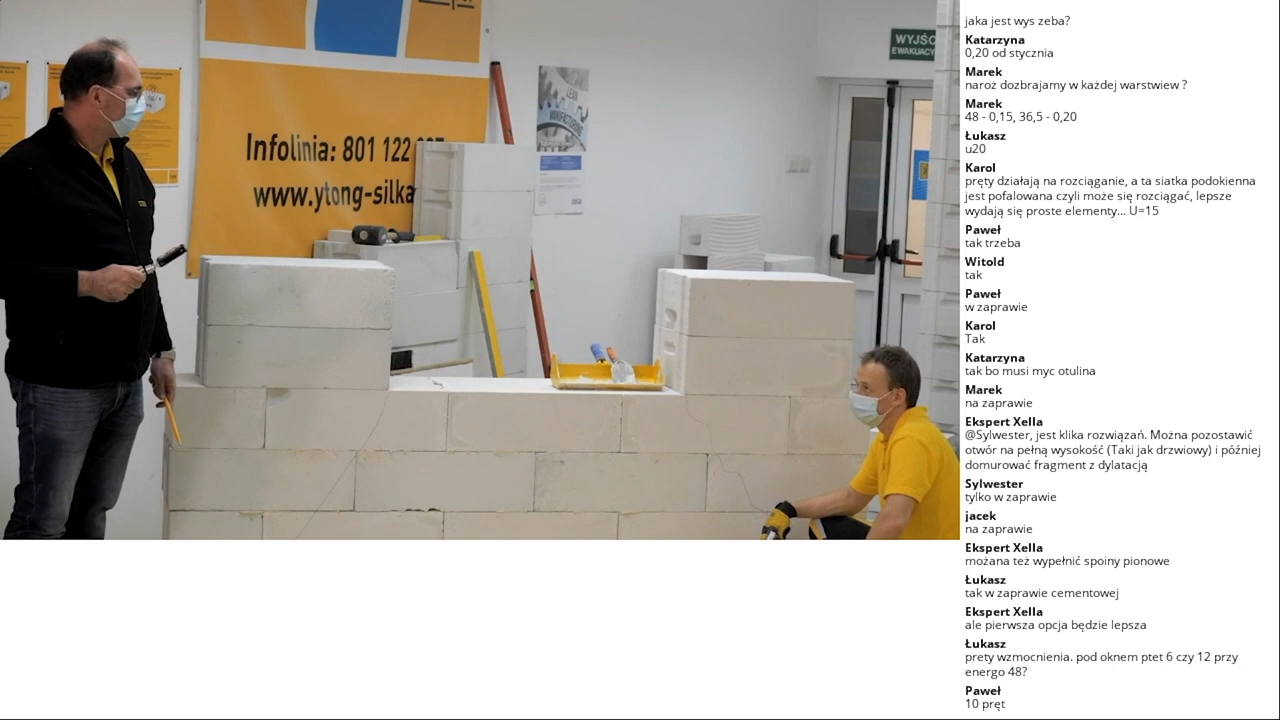 Infolinia: 801 122
www.ytong-silka
LEAN
MANUFACTURING
WYJŚC
EWAKUACY
jaka jest wys zeba?
Katarzyna
0,20 od stycznia
Marek
naroż dozbrajamy w każdej warstwiew ?
Marek
48 - 0,15, 36,5 - 0,20
Łukasz
u20
Karol
pręty działają na rozciąganie, a ta siatka podokienna
jest pofalowana czyli może się rozciągać, lepsze
wydają się proste elementy... U=15
Paweł
tak trzeba
Witold
tak
Paweł
w zaprawie
Karol
Tak
Katarzyna
tak bo musi myc otulina
Marek
na zaprawie
Ekspert Xella
@Sylwester, jest klika rozwiązań. Można pozostawić
otwór na pełną wysokość (Taki jak drzwiowy) i później
domurować fragment z dylatacją
Sylwester
tylko w zaprawie
jacek
na zaprawie
Ekspert Xella
możana też wypełnić spoiny pionowe
Łukasz
tak w zaprawie cementowej
Ekspert Xella
ale pierwsza opcja będzie lepsza
Łukasz
prety wzmocnienia. pod oknem ptet 6 czy 12 przy
energo 48?
Paweł
10 pręt